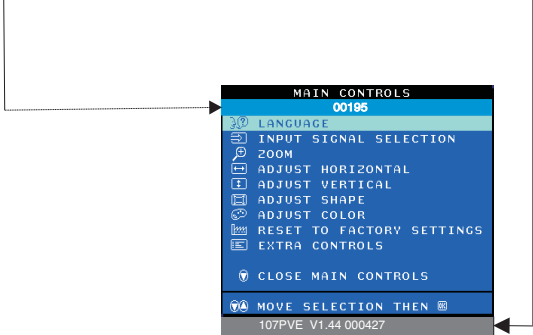 MAIN CONTROLS
00195
LANGUAGE
INPUT SIGNAL SELECTION
ZOOM
ADJUST HORIZONTAL
ADJUST VERTICAL
ADJUST SHAPE
ADJUST COLOR
RESET TO FACTORY SETTINGS
EXTRA CONTROLS
CLOSE MAIN CONTROLS
MOVE SELECTION THEN OK
107PVE V1.44 000427